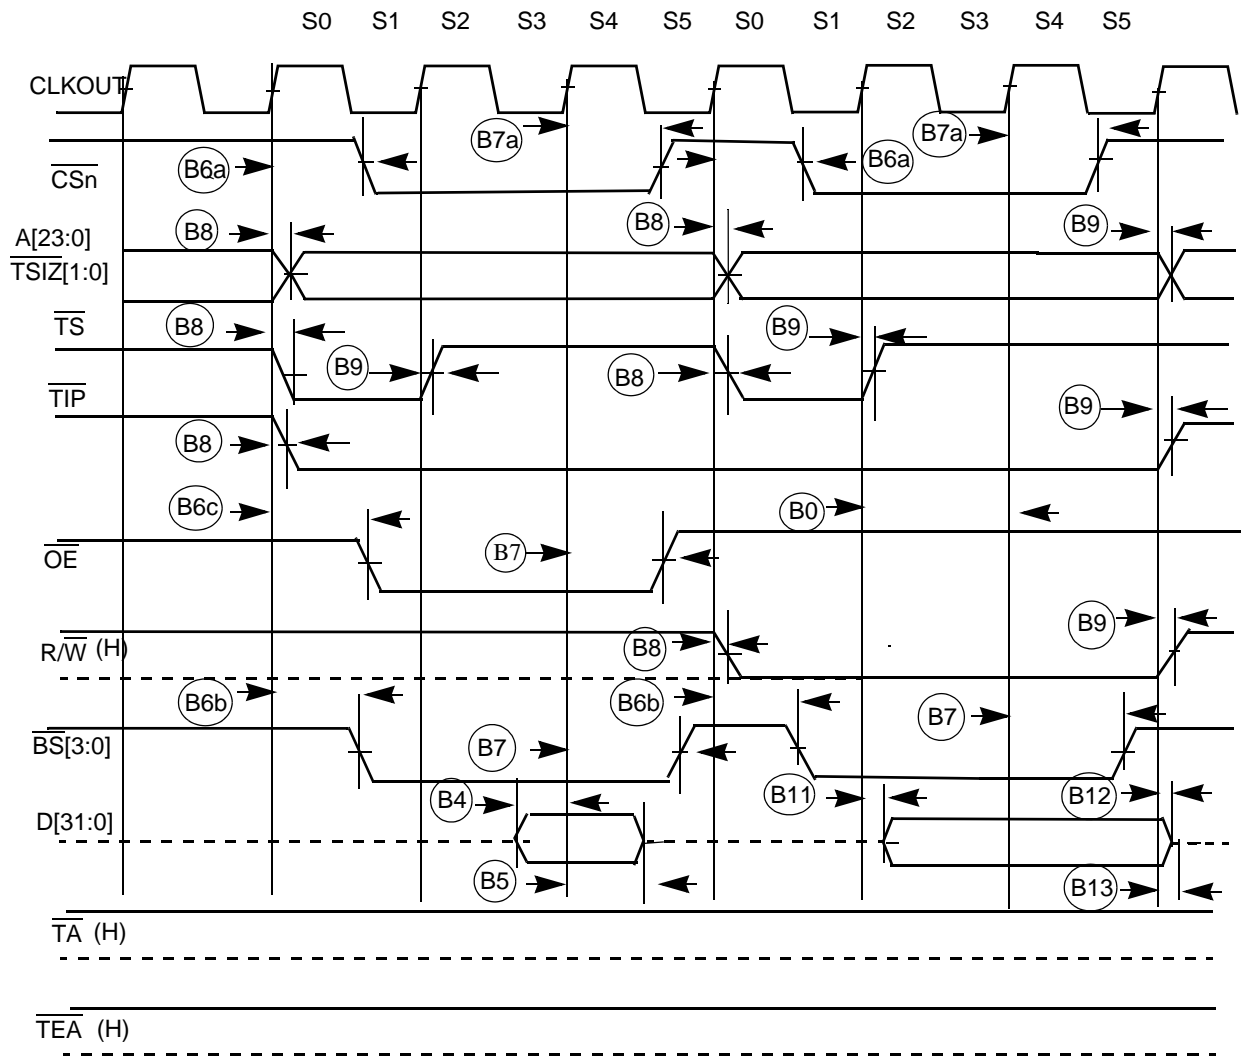 S0 S1 S2 S3 S4 S5 S0 S1 S2 S3 S4 S5
CLKOUT
B7a B7a
CSn B6a B6a
A[23:0] B8 B8 B9
TSIZ[1:0]
TS B8 B9
B9 B8
TIP B9
B8
B6c B0
OE B7
R/W (H) B8 B9
B6b B6b B7
BS[3:0] B7
B4 B11 B12
D[31:0]
B5 B13
TA (H)
TEA (H)